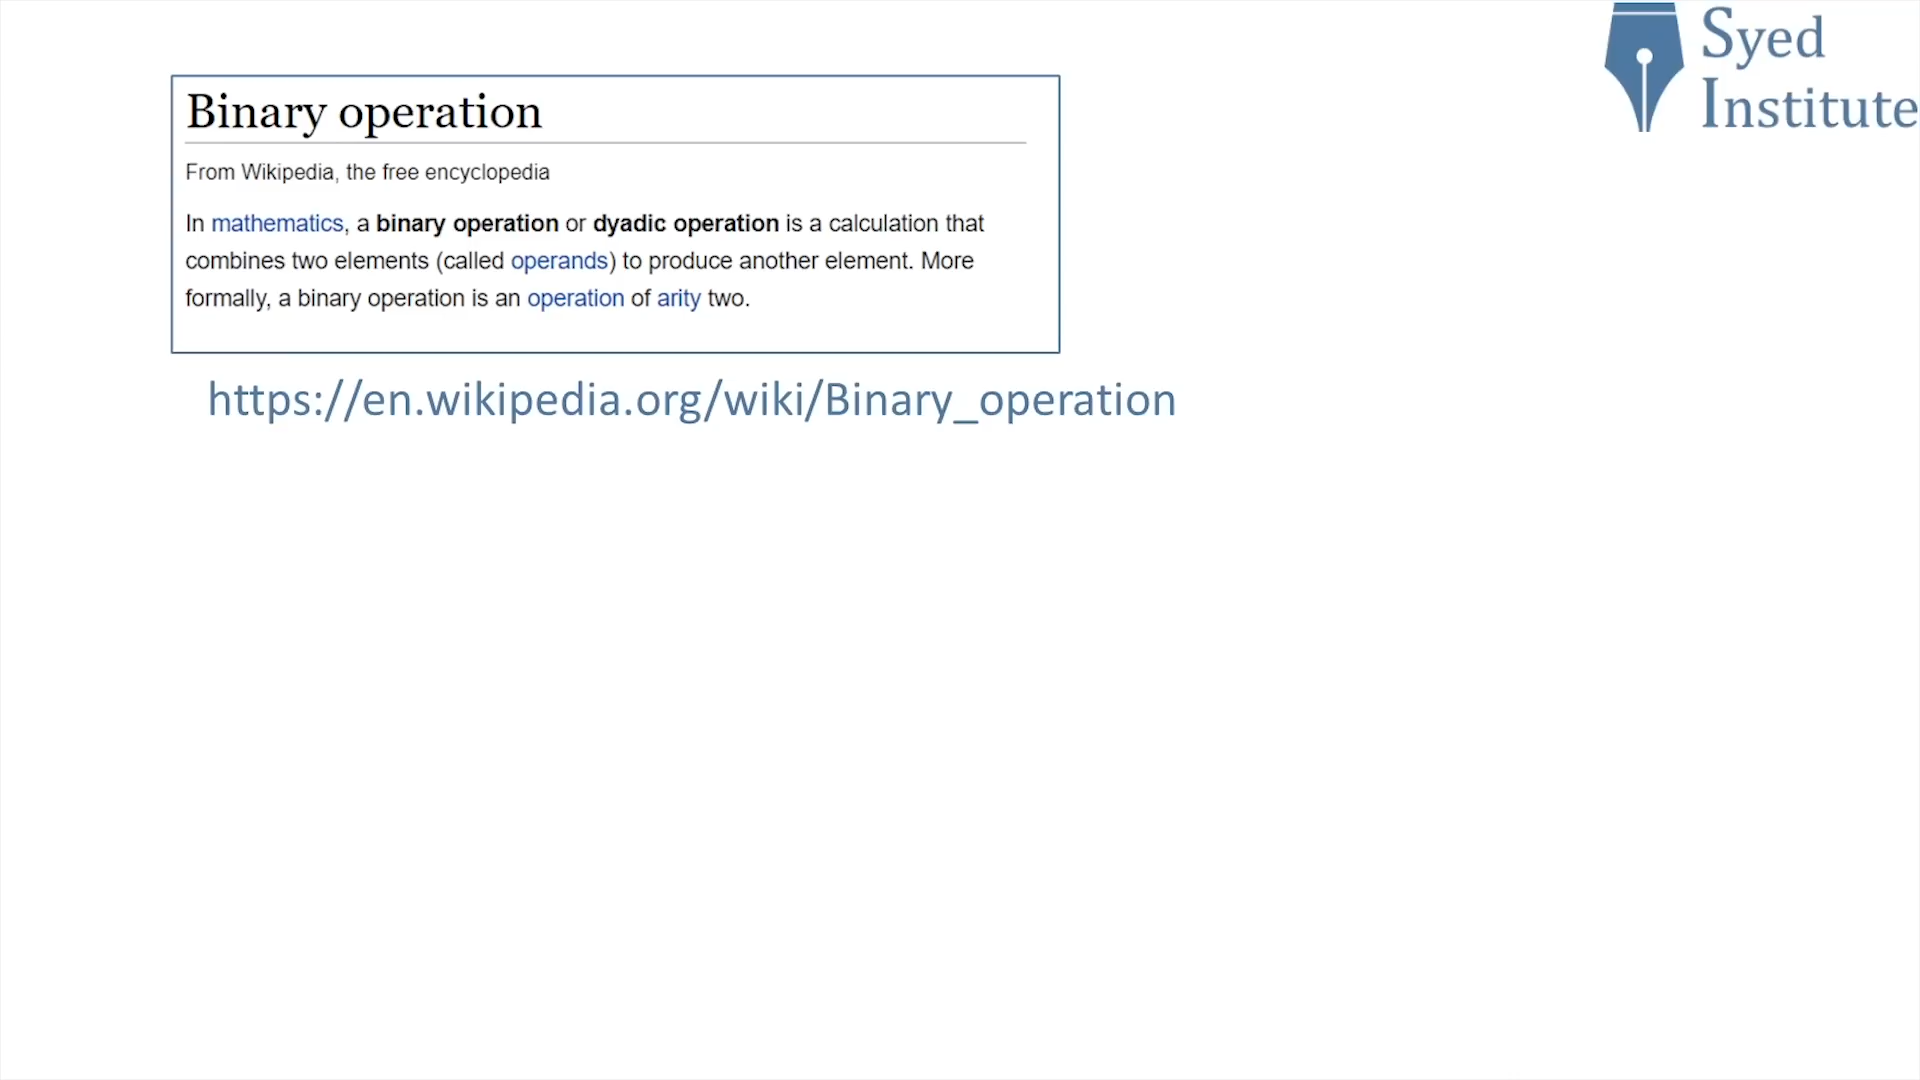 Syed
Institute
Binary operation
From Wikipedia, the free encyclopedia
In mathematics, a binary operation or dyadic operation is a calculation that
combines two elements (called operands) to produce another element. More
formally, a binary operation is an operation of arity two.
https://en.wikipedia.org/wiki/Binary_operation